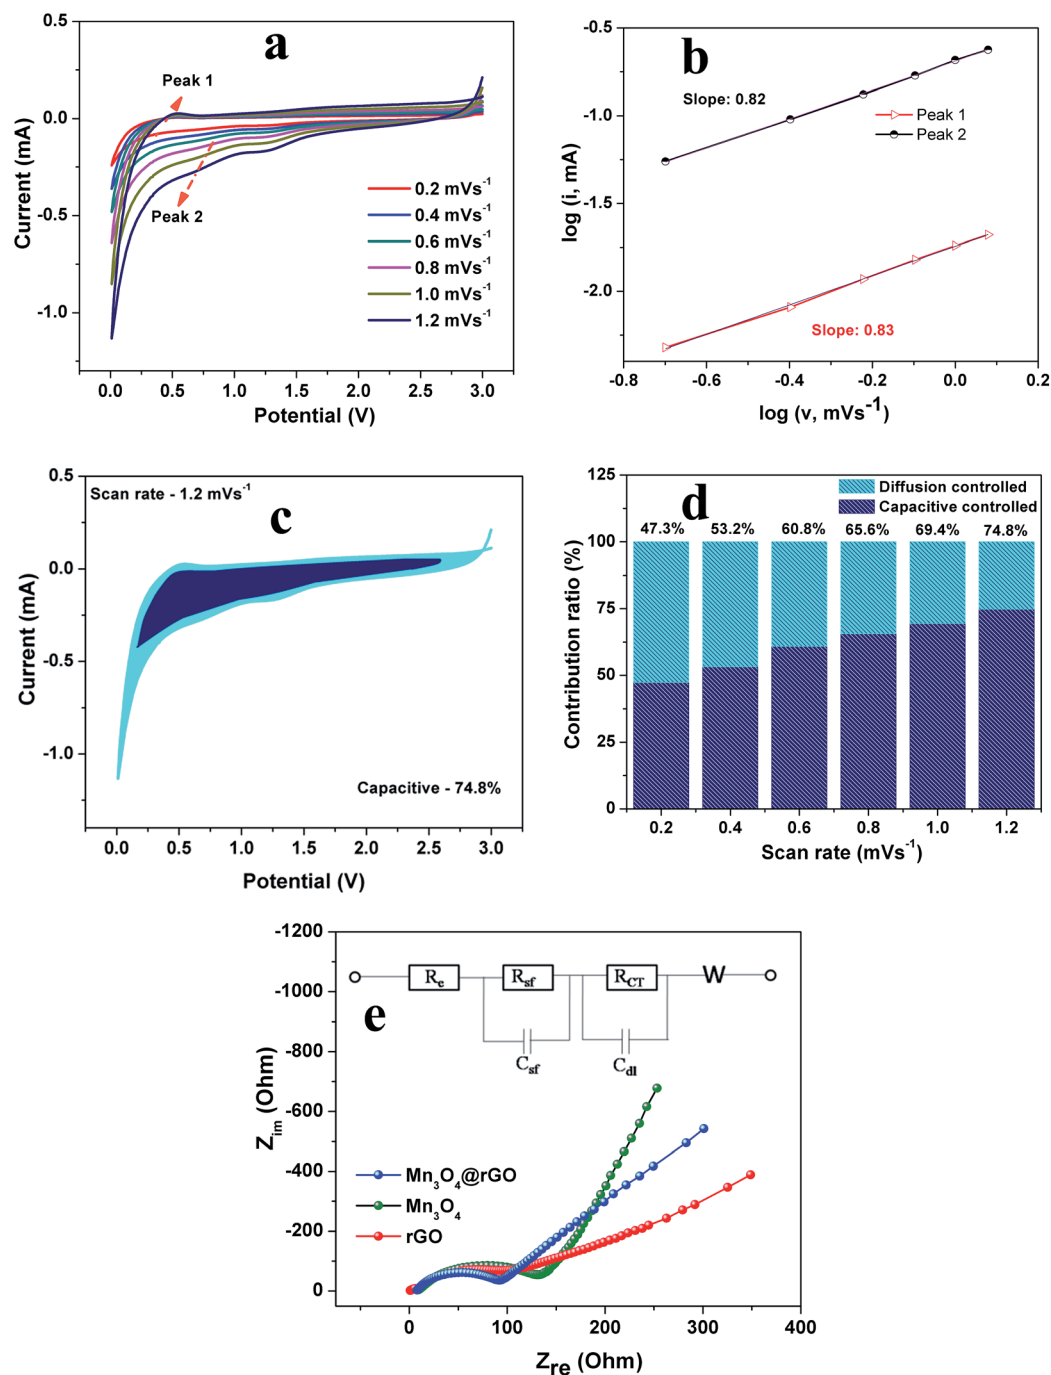 a
0.5
0.0
-0.5
-1.0
Current (mA)
Peak 1
Peak 2
0.2 mVs⁻¹
0.4 mVs⁻¹
0.6 mVs⁻¹
0.8 mVs⁻¹
1.0 mVs⁻¹
1.2 mVs⁻¹
0.0 0.5 1.0 1.5 2.0 2.5 3.0
Potential (V)
b
-0.5
-1.0
-1.5
-2.0
log (i, mA)
Slope: 0.82
Peak 1
Peak 2
Slope: 0.83
-0.8 -0.6 -0.4 -0.2 0.0 0.2
log (v, mVs⁻¹)
c
0.5
0.0
-0.5
-1.0
Current (mA)
Scan rate - 1.2 mVs⁻¹
Capacitive - 74.8%
0.0 0.5 1.0 1.5 2.0 2.5 3.0
Potential (V)
d
125
100
75
50
25
0
Contribution ratio (%)
Diffusion controlled
Capacitive controlled
47.3% 53.2% 60.8% 65.6% 69.4% 74.8%
0.2 0.4 0.6 0.8 1.0 1.2
Scan rate (mVs⁻¹)
e
-1200
-1000
-800
-600
-400
-200
0
Z_im (Ohm)
R_e R_sf R_CT W
C_sf C_dl
Mn₃O₄@rGO
Mn₃O₄
rGO
0 100 200 300 400
Z_re (Ohm)